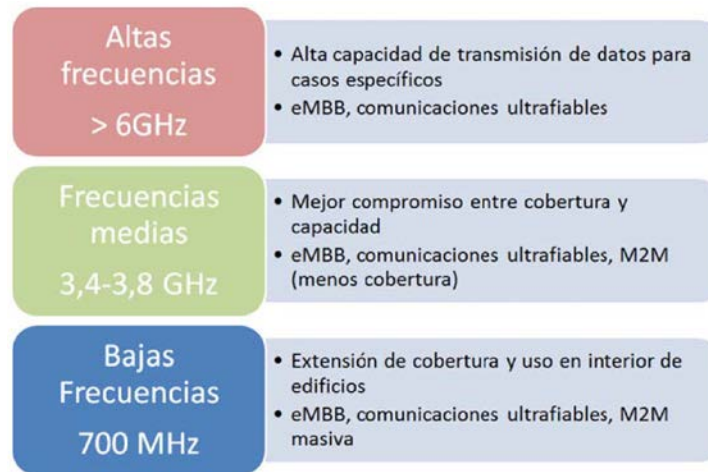 Altas
frecuencias
> 6GHz
• Alta capacidad de transmisión de datos para
casos específicos
• eMBB, comunicaciones ultrafiables
Frecuencias
medias
3,4-3,8 GHz
• Mejor compromiso entre cobertura y
capacidad
• eMBB, comunicaciones ultrafiables, M2M
(menos cobertura)
Bajas
Frecuencias
700 MHz
• Extensión de cobertura y uso en interior de
edificios
• eMBB, comunicaciones ultrafiables, M2M
masiva